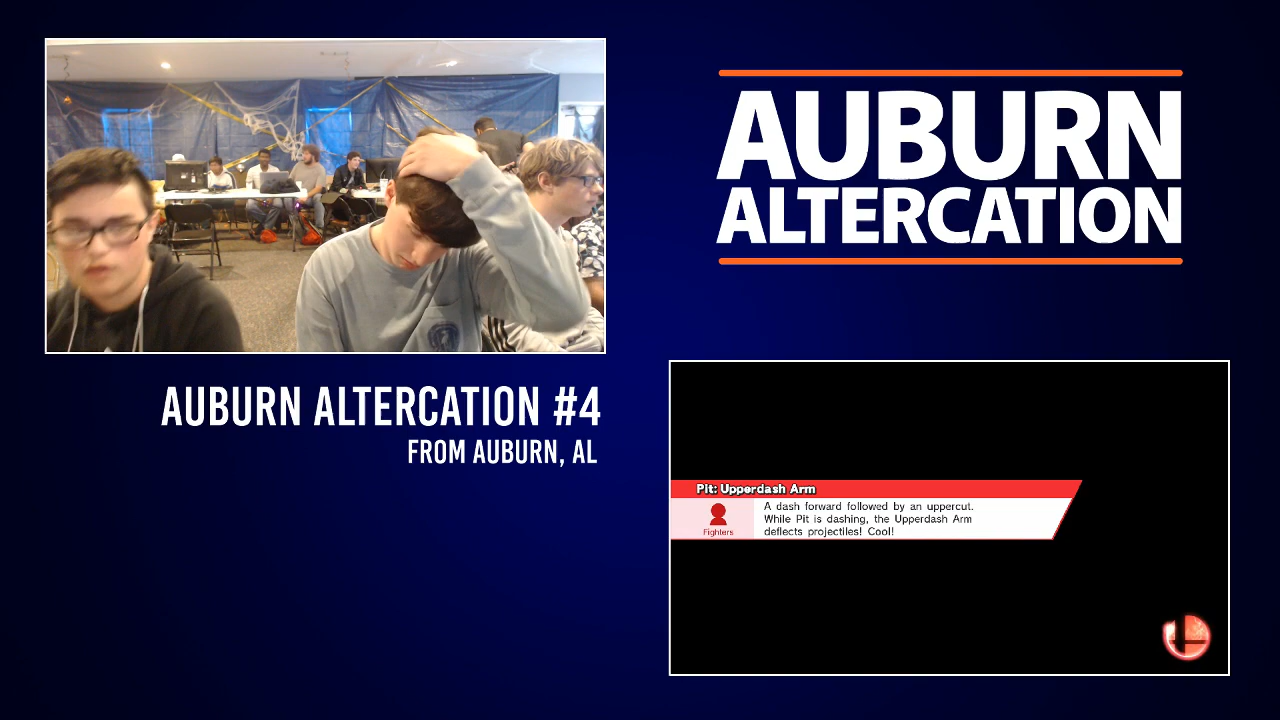 AUBURN
ALTERCATION
AUBURN ALTERCATION #4
FROM AUBURN, AL
Pit: Upperdash Arm
Fighters
A dash forward followed by an uppercut.
While Pit is dashing, the Upperdash Arm
deflects projectiles! Cool!